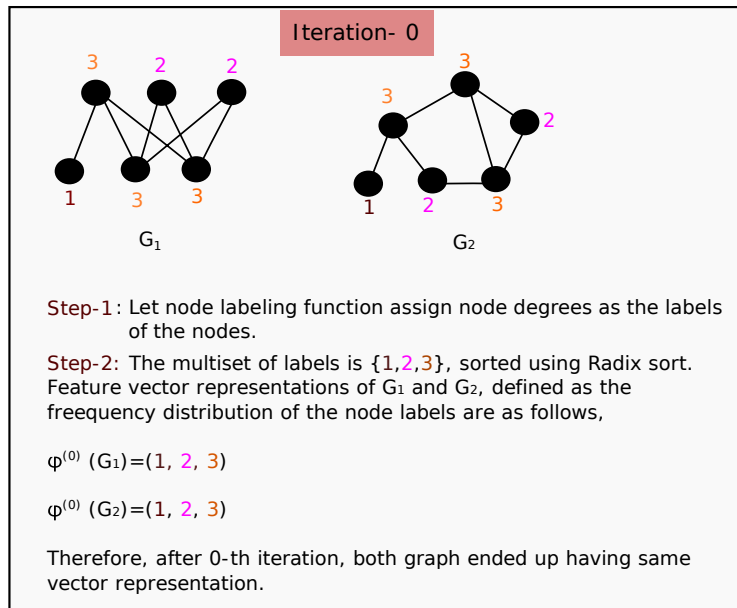 Iteration- 0
3
2
2
1
3
3
G₁
3
3
2
1
2
3
G₂
Step-1: Let node labeling function assign node degrees as the labels
of the nodes.
Step-2: The multiset of labels is {1,2,3}, sorted using Radix sort.
Feature vector representations of G₁ and G₂, defined as the
freequency distribution of the node labels are as follows,
φ⁽⁰⁾ (G₁)=(1, 2, 3)
φ⁽⁰⁾ (G₂)=(1, 2, 3)
Therefore, after 0-th iteration, both graph ended up having same
vector representation.